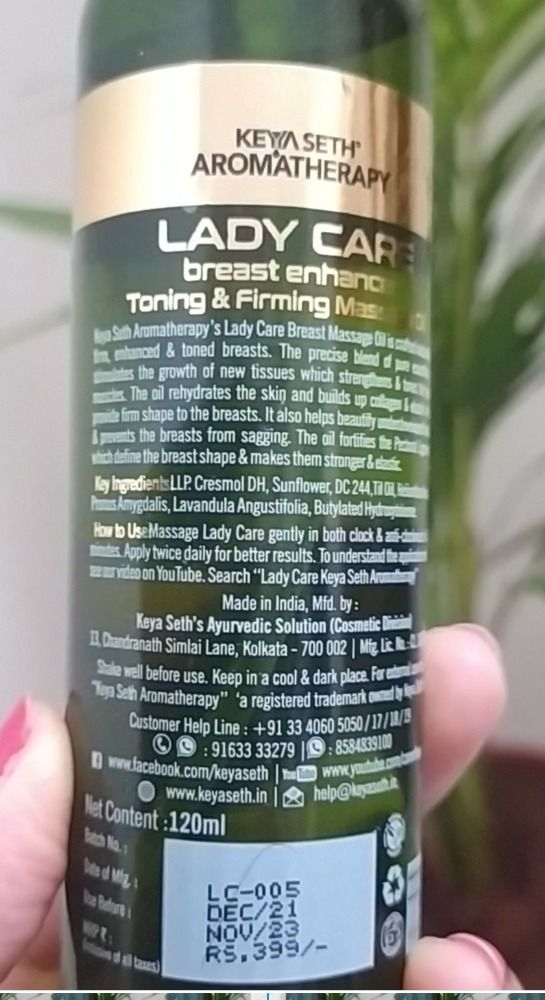 KEYA SETH®
AROMATHERAPY
LADY CARE
breast enhanc
Toning & Firming Mas
Keya Seth Aromatherapy's Lady Care Breast Massage Oil is
firm, enhanced & toned breasts. The precise blend of pure
stimulates the growth of new tissues which strengthens &
muscles. The oil rehydrates the skin and builds up collagen &
provide firm shape to the breasts. It also helps beautify
& prevents the breasts from sagging. The oil fortifies the
which define the breast shape & makes them stronger & elastic.
Key Ingredients: LLP. Cresmol DH, Sunflower, DC 244, Til Oil,
Prunus Amygdalis, Lavandula Angustifolia, Butylated
How to Use: Massage Lady Care gently in both clock &
minutes. Apply twice daily for better results. To understand the
see our video on YouTube. Search "Lady Care Keya Seth Aromatherapy"
Made in India, Mfd. by :
Keya Seth's Ayurvedic Solution (Cosmetic Division)
13, Chandranath Simlai Lane, Kolkata - 700 002 | Mfg. Lic. No.:
Shake well before use. Keep in a cool & dark place. For external
"Keya Seth Aromatherapy" 'a registered trademark owned by
Customer Help Line : +91 33 4060 5050 / 17 / 18 / 19
: 91633 33279 | : 8584839100
www.facebook.com/keyaseth | YouTube www.youtube.com/
www.keyaseth.in | help@keyaseth.in
Net Content :120ml
Batch No. : LC-005
Date of Mfg. : DEC/21
Use Before : NOV/23
MRP ₹ : RS.399/-
(Inclusive of all taxes)